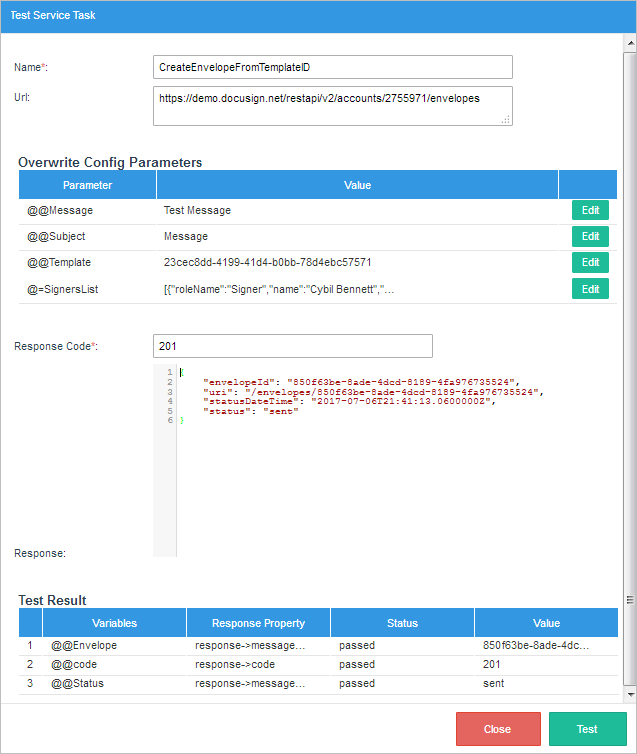 Test Service Task
Name*: CreateEnvelopeFromTemplateID
Url: https://demo.docusign.net/restapi/v2/accounts/2755971/envelopes
Overwrite Config Parameters
Parameter Value
@@Message Test Message Edit
@@Subject Message Edit
@@Template 23cec8dd-4199-41d4-b0bb-78d4ebc57571 Edit
@=SignersList [{"roleName":"Signer","name":"Cybil Bennett","... Edit
Response Code*: 201
1 {
2 "envelopeId": "850f63be-8ade-4dcd-8189-4fa976735524",
3 "uri": "/envelopes/850f63be-8ade-4dcd-8189-4fa976735524",
4 "statusDateTime": "2017-07-06T21:41:13.0600000Z",
5 "status": "sent"
6 }
Response:
Test Result
Variables Response Property Status Value
1 @@Envelope response->message... passed 850f63be-8ade-4dc...
2 @@code response->code passed 201
3 @@Status response->message... passed sent
Close Test